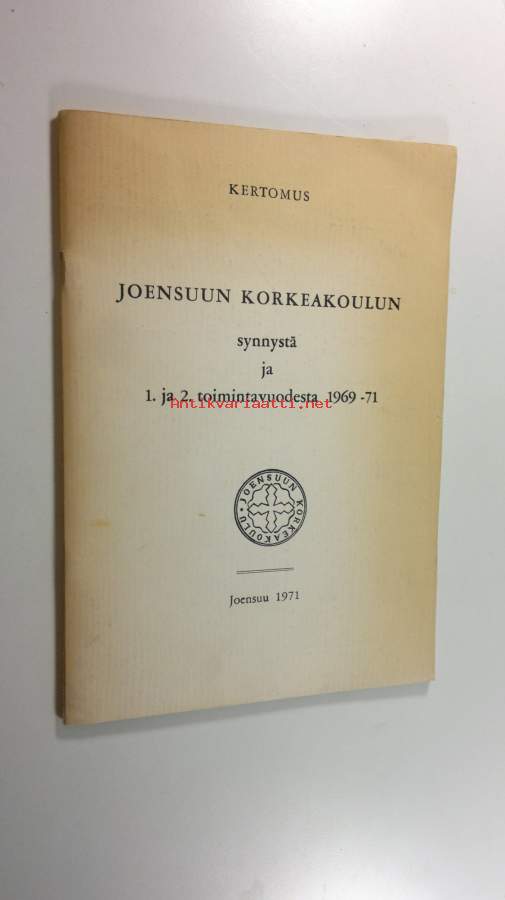 KERTOMUS
JOENSUUN KORKEAKOULUN
synnystä
ja
1. ja 2. toimintavuodesta 1969-71
Antikvariaatti.net
JOENSUUN KORKEAKOULU
Joensuu 1971